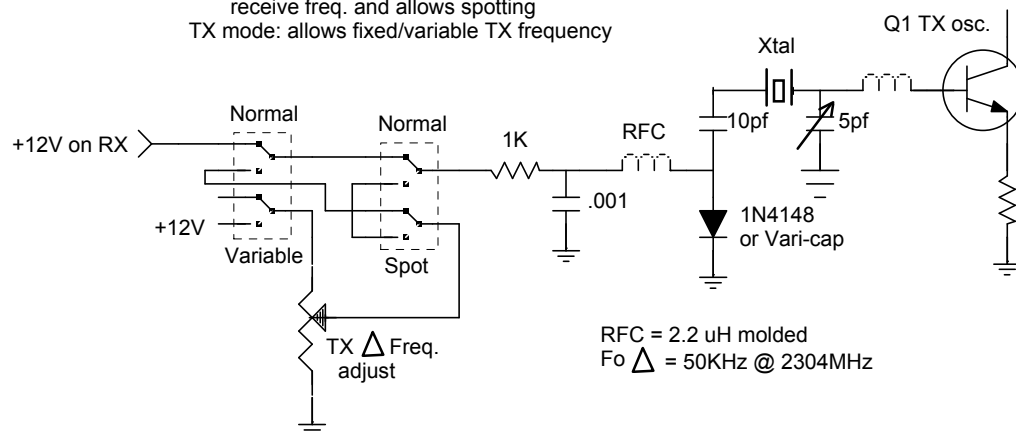 receive freq. and allows spotting
TX mode: allows fixed/variable TX frequency
Q1 TX osc.
Xtal
Normal
Normal
+12V on RX
1K
RFC
10pf
5pf
.001
+12V
1N4148
or Vari-cap
Variable
Spot
TX Δ Freq.
adjust
RFC = 2.2 uH molded
Fo Δ = 50KHz @ 2304MHz